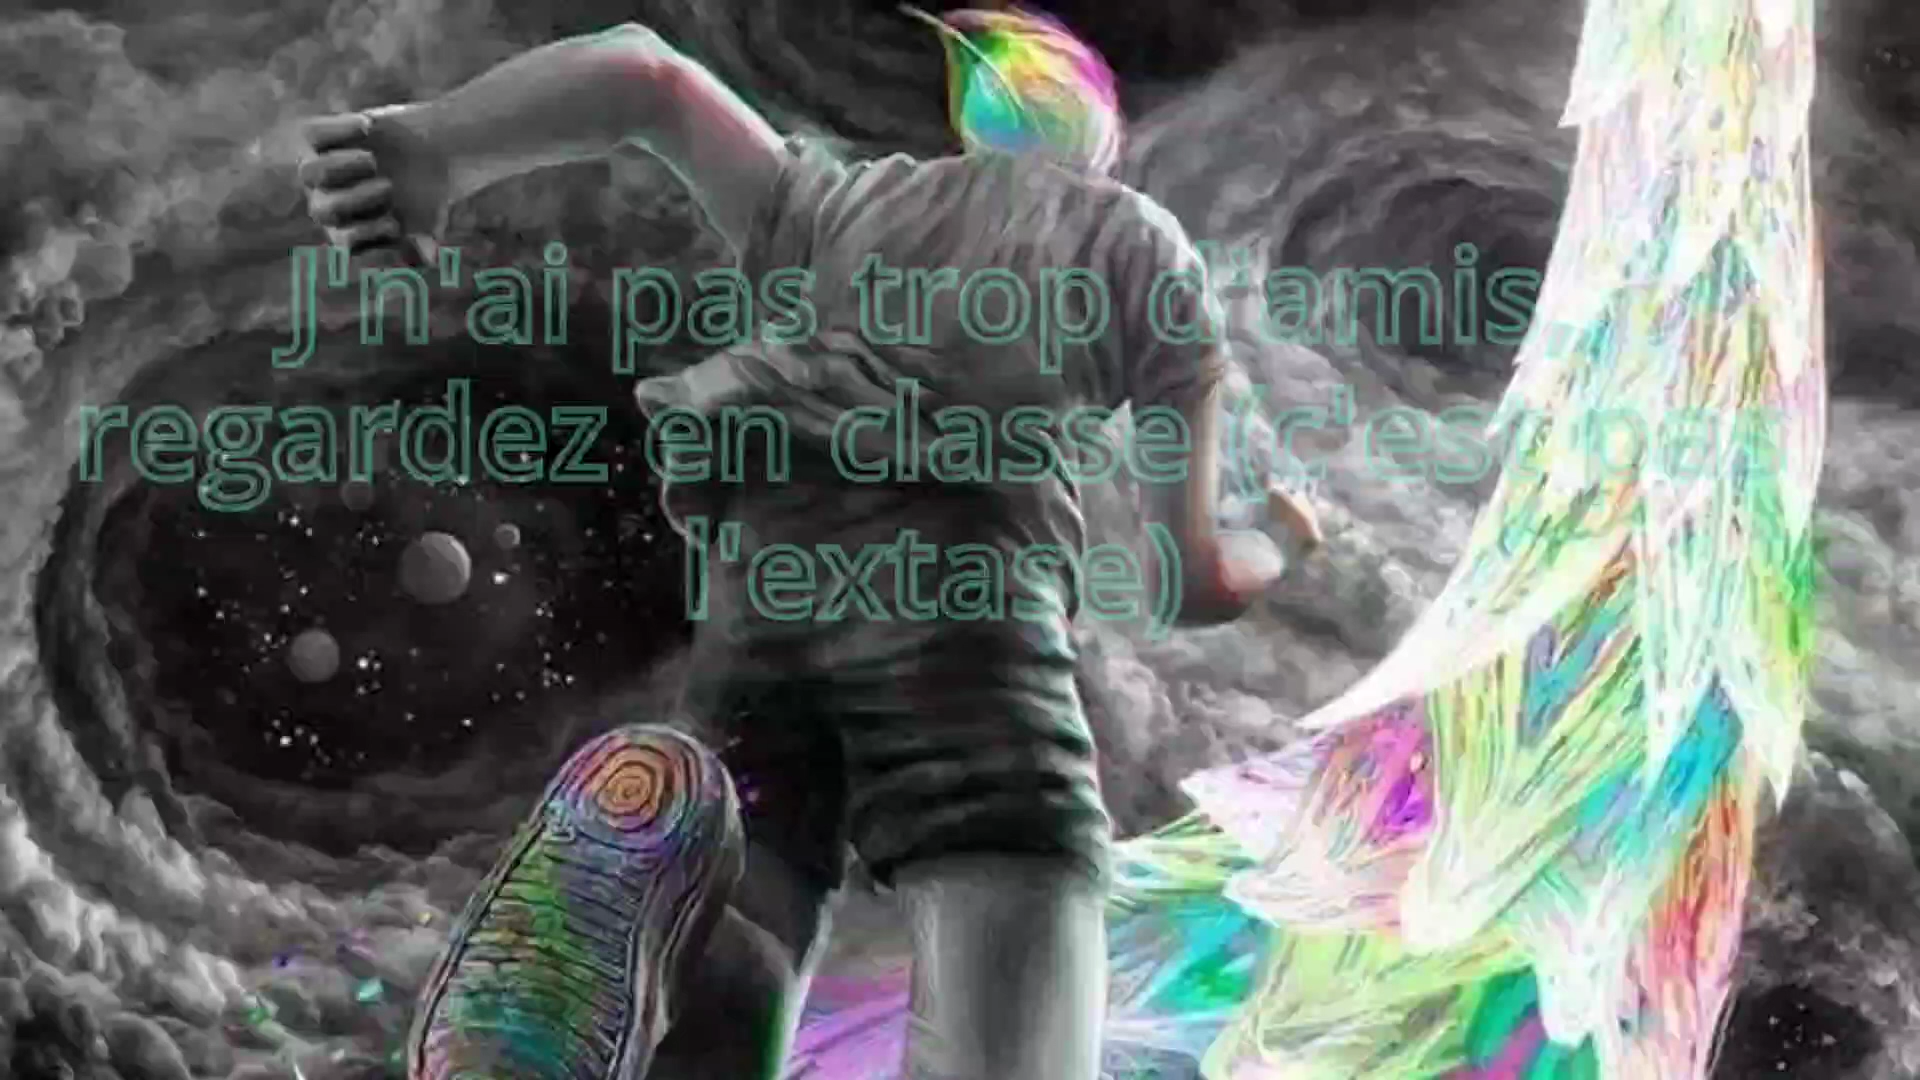 J'n'ai pas trop d'amis,
regardez en classe (c'est pas
l'extase)